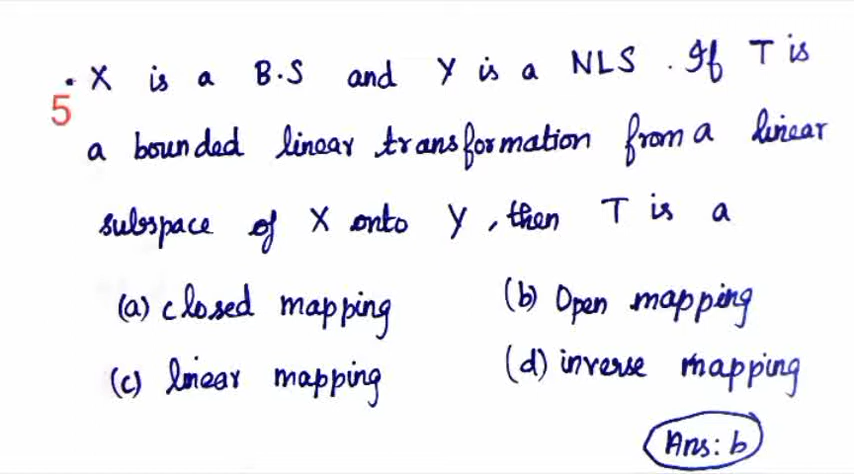 5. X is a B.S and Y is a NLS. If T is
a bounded linear transformation from a linear
subspace of X onto Y, then T is a
(a) closed mapping (b) Open mapping
(c) linear mapping (d) inverse mapping
Ans: b